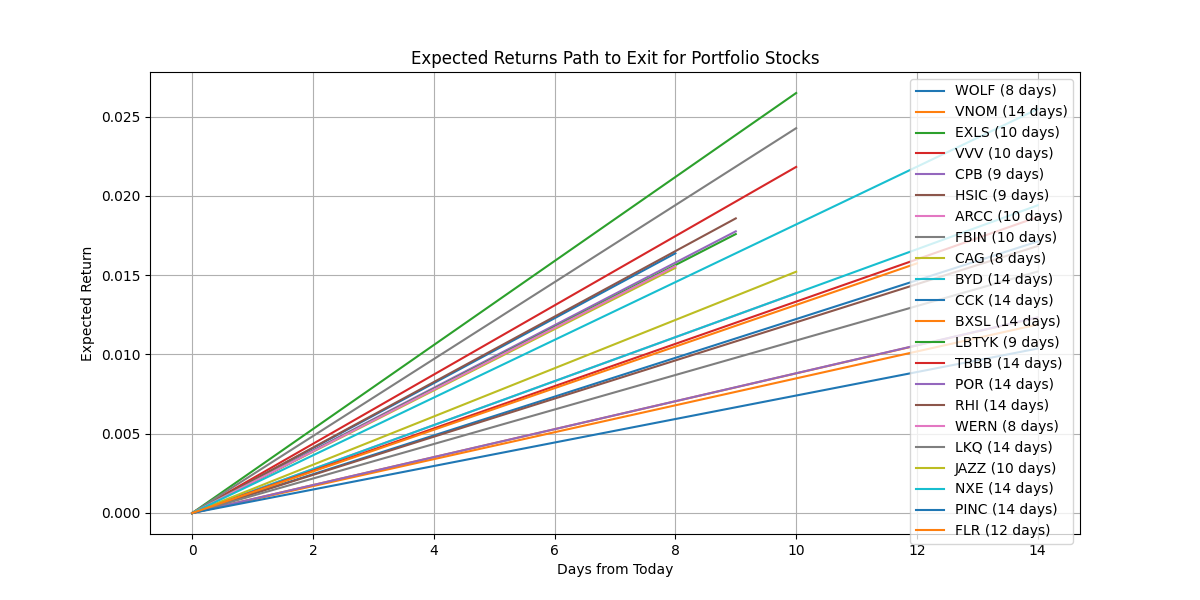 Expected Returns Path to Exit for Portfolio Stocks
Expected Return
0.025
0.020
0.015
0.010
0.005
0.000
0 2 4 6 8 10 12 14
Days from Today
WOLF (8 days)
VNOM (14 days)
EXLS (10 days)
VVV (10 days)
CPB (9 days)
HSIC (9 days)
ARCC (10 days)
FBIN (10 days)
CAG (8 days)
BYD (14 days)
CCK (14 days)
BXSL (14 days)
LBTYK (9 days)
TBBB (14 days)
POR (14 days)
RHI (14 days)
WERN (8 days)
LKQ (14 days)
JAZZ (10 days)
NXE (14 days)
PINC (14 days)
FLR (12 days)